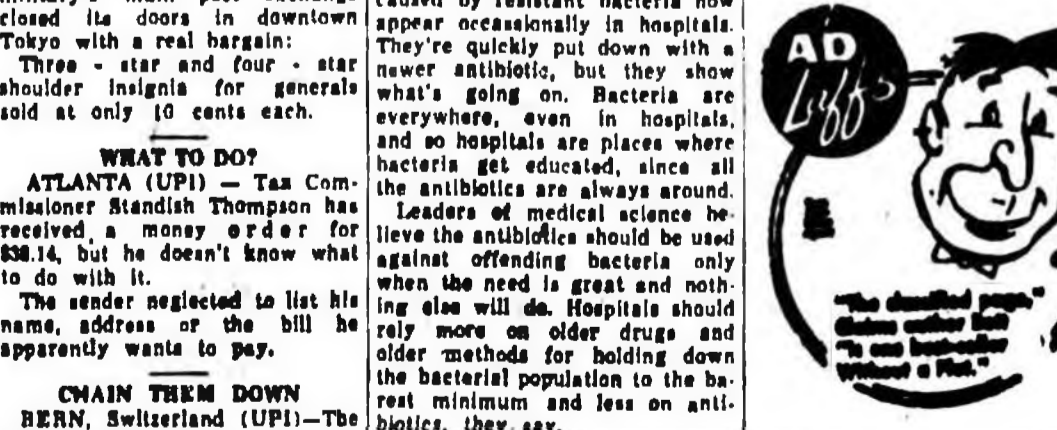 closed its doors in downtown
Tokyo with a real bargain:
Three - star and four - star
shoulder insignia for generals
sold at only 10 cents each.
WHAT TO DO?
ATLANTA (UPI) — Tax Com-
missioner Standish Thompson has
received a money order for
$38.14, but he doesn't know what
to do with it.
The sender neglected to list his
name, address or the bill he
apparently wants to pay.
CHAIN THEM DOWN
BERN, Switzerland (UPI)—The
caused by resistant bacteria now
appear occasionally in hospitals.
They're quickly put down with a
newer antibiotic, but they show
what's going on. Bacteria are
everywhere, even in hospitals,
and so hospitals are places where
bacteria get educated, since all
the antibiotics are always around.
Leaders of medical science be-
lieve the antibiotics should be used
against offending bacteria only
when the need is great and noth-
ing else will do. Hospitals should
rely more on older drugs and
older methods for holding down
the bacterial population to the ba-
rest minimum and less on anti-
biotics, they say.
AD
Luffs
"The classified page,"
Claims author
"Is one best-seller
Without a Plot."